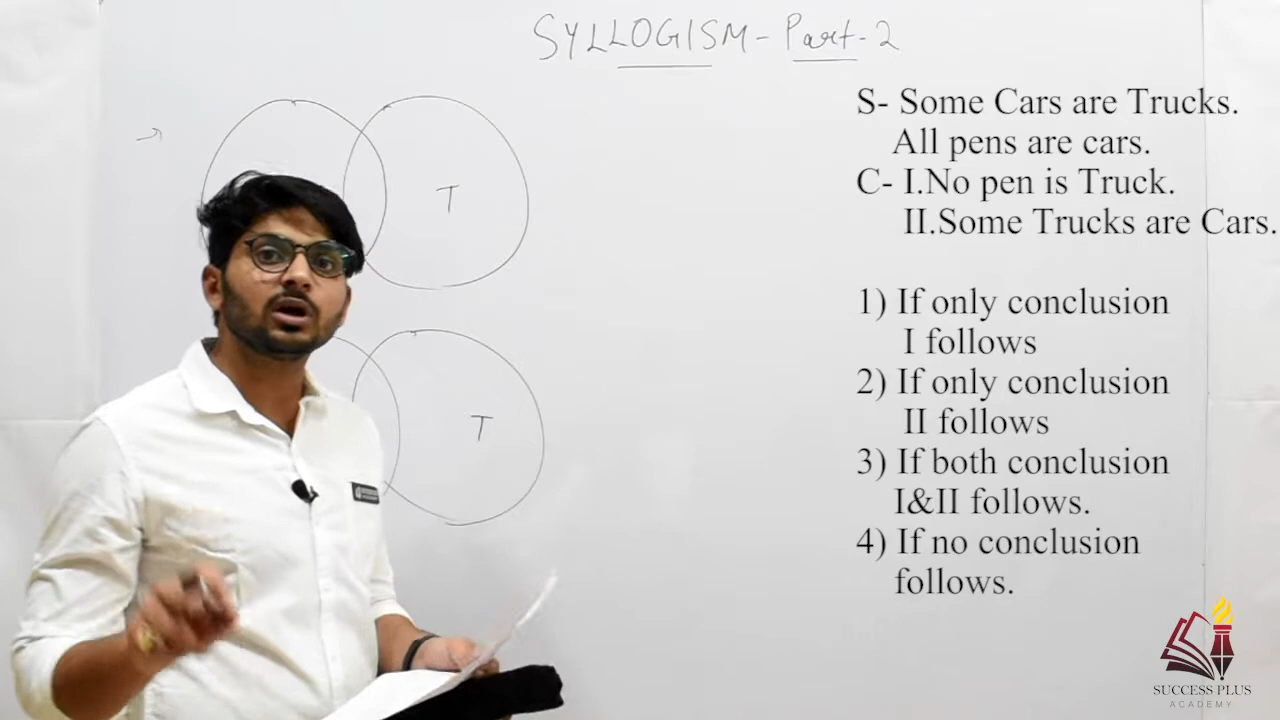 SYLLOGISM - Part - 2
T
T
S- Some Cars are Trucks.
All pens are cars.
C- I.No pen is Truck.
II.Some Trucks are Cars.
1) If only conclusion
I follows
2) If only conclusion
II follows
3) If both conclusion
I&II follows.
4) If no conclusion
follows.
SUCCESS PLUS
ACADEMY